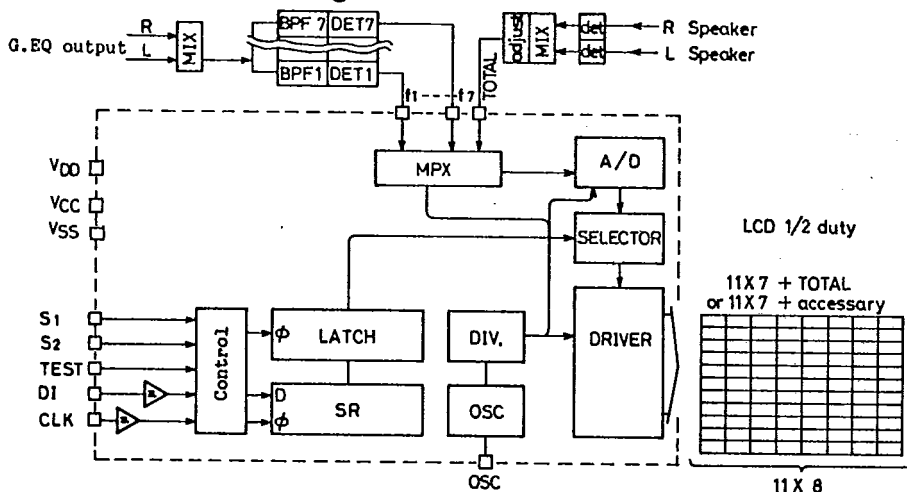 R
G.EQ output
L
MIX
BPF 7
DET7
BPF1
DET1
f1----f7
TOTAL
adjust
MIX
det
det
R Speaker
L Speaker
MPX
A/D
SELECTOR
DRIVER
VDD
VCC
VSS
S1
S2
TEST
DI
CLK
Control
ϕ
LATCH
D
ϕ
SR
DIV.
OSC
OSC
LCD 1/2 duty
11X7 + TOTAL
or 11X7 + accessary
11 X 8